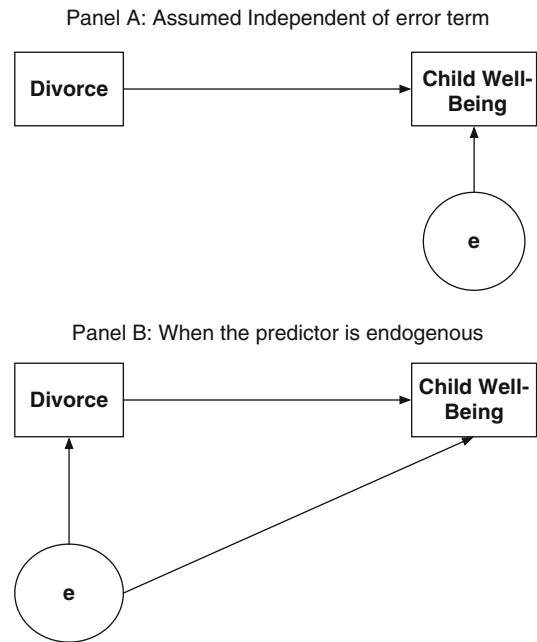 Panel A: Assumed Independent of error term
Divorce
Child Well-
Being
e
Panel B: When the predictor is endogenous
Divorce
Child Well-
Being
e